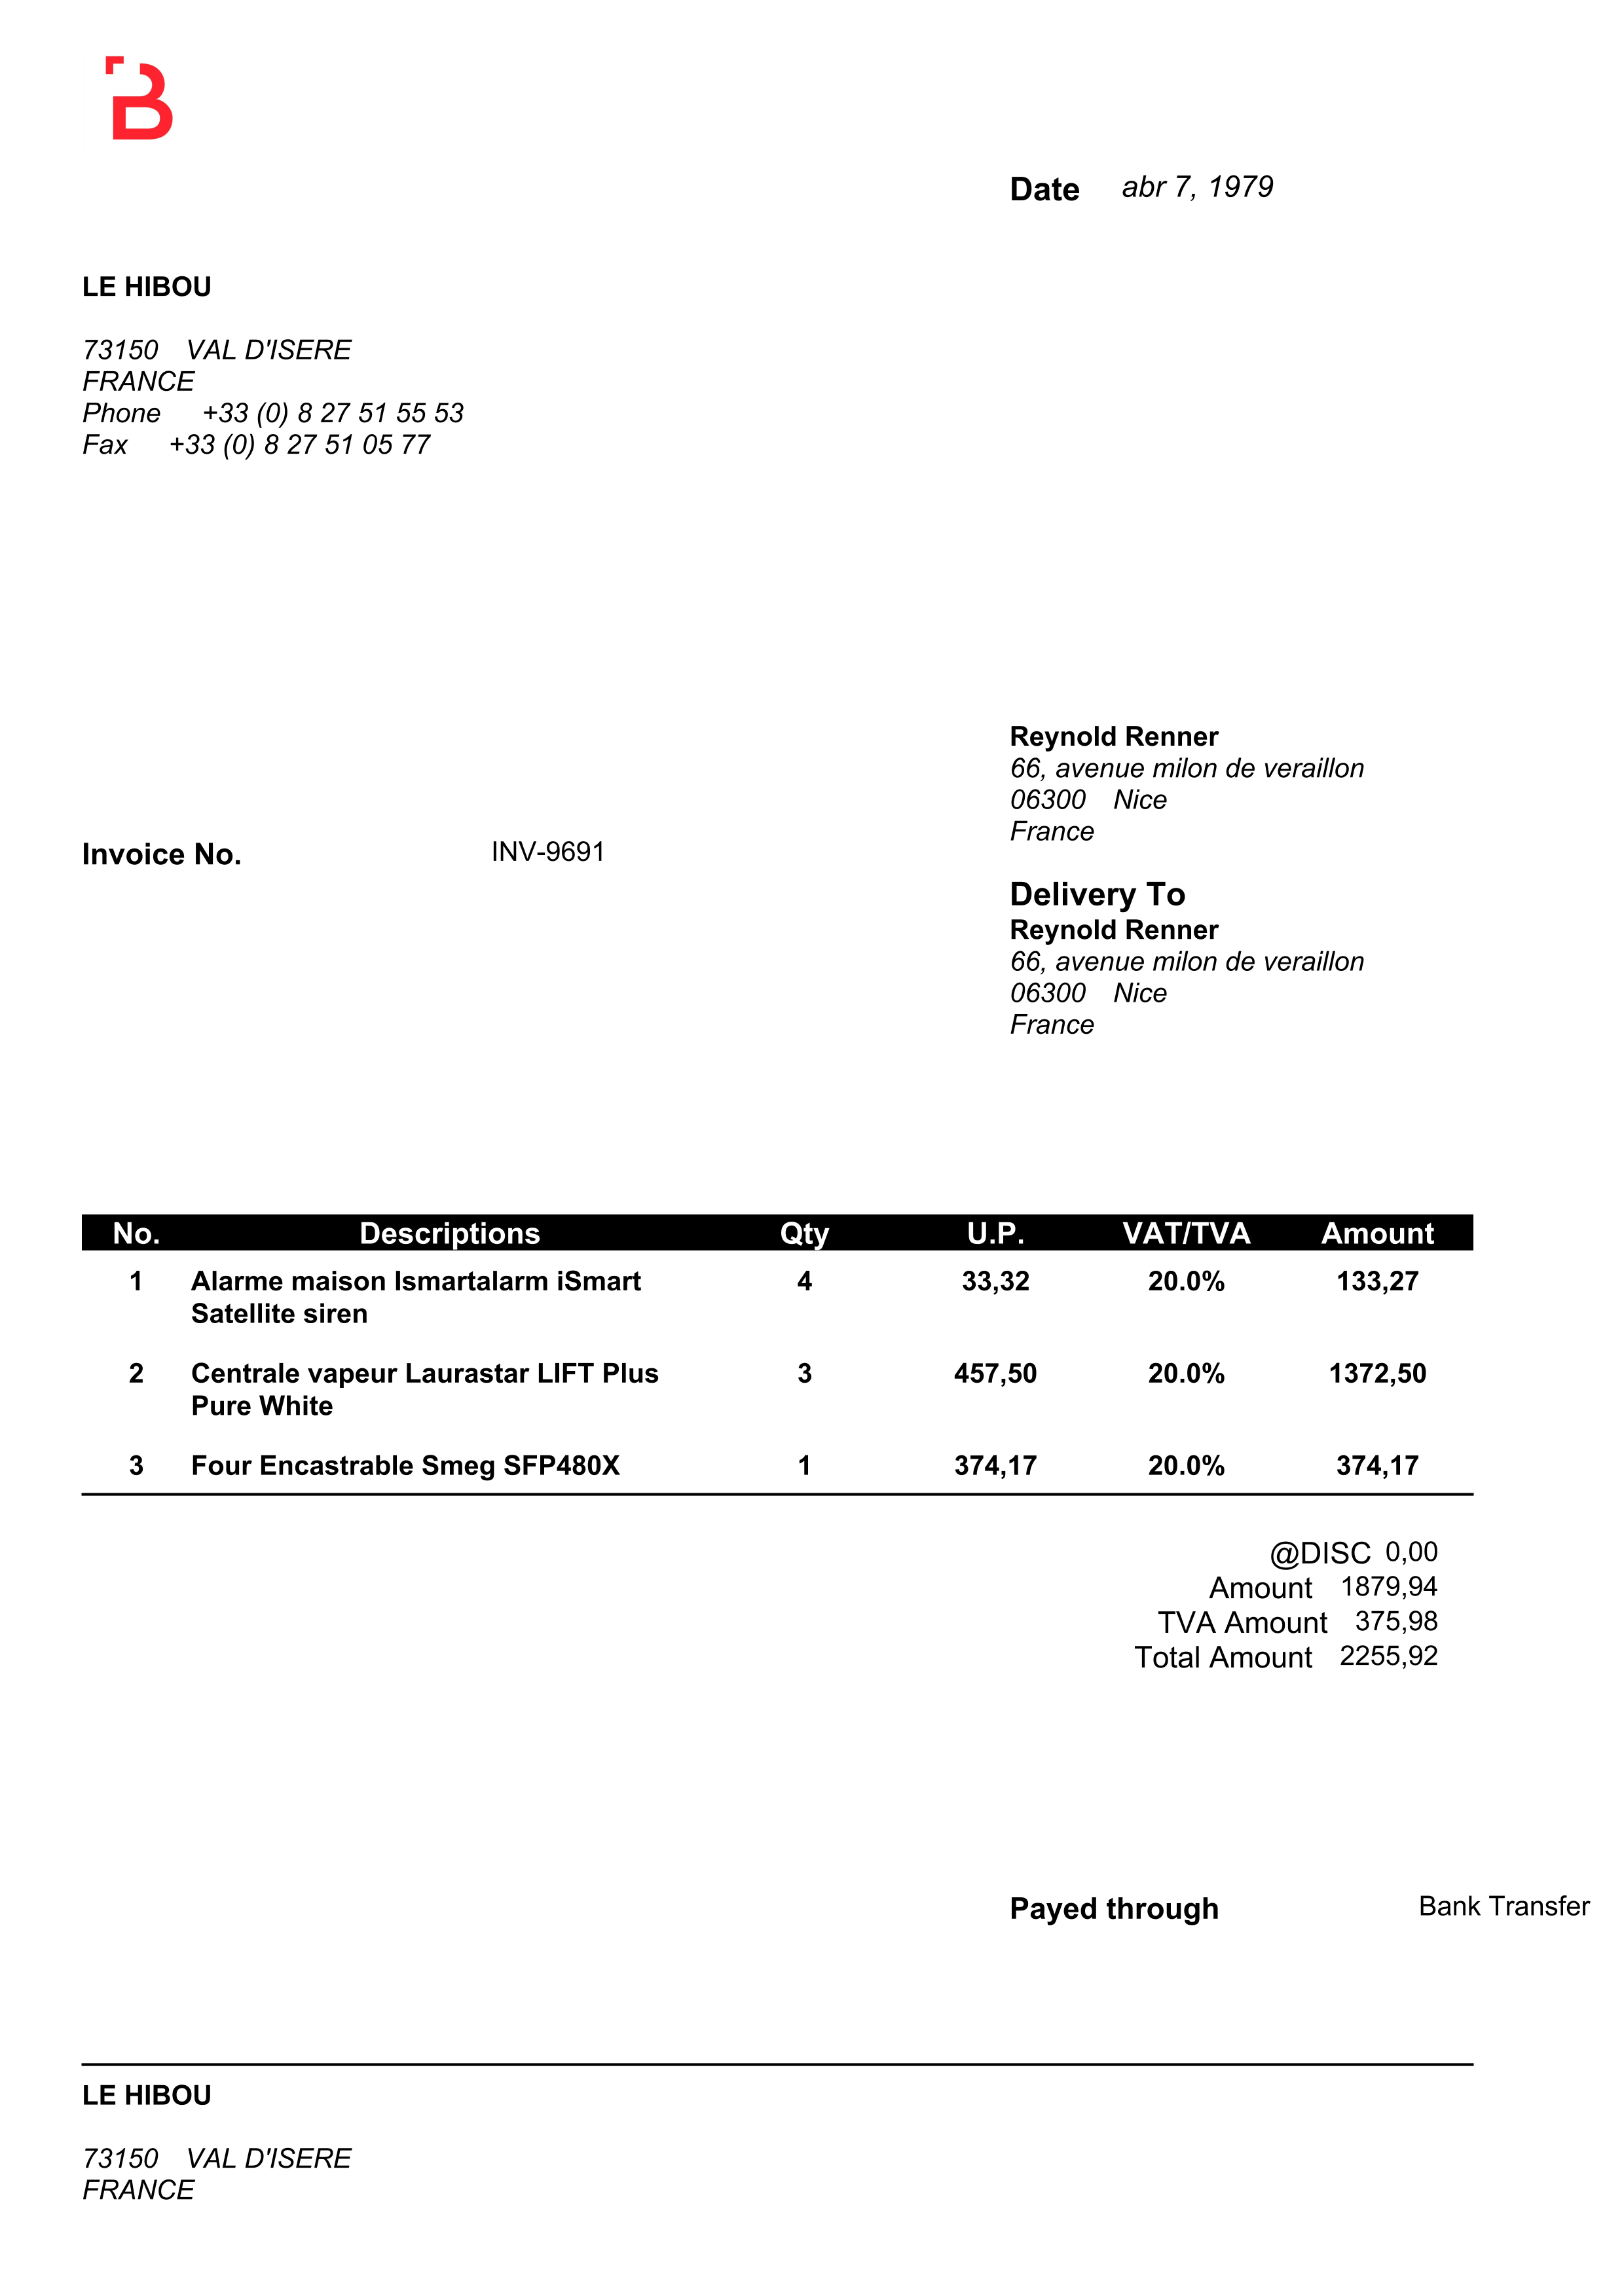 B
Date abr 7, 1979
LE HIBOU
73150 VAL D'ISERE
FRANCE
Phone +33 (0) 8 27 51 55 53
Fax +33 (0) 8 27 51 05 77
Reynold Renner
66, avenue milon de veraillon
06300 Nice
France
Invoice No. INV-9691
Delivery To
Reynold Renner
66, avenue milon de veraillon
06300 Nice
France
No. Descriptions Qty U.P. VAT/TVA Amount
1 Alarme maison Ismartalarm iSmart 4 33,32 20.0% 133,27
Satellite siren
2 Centrale vapeur Laurastar LIFT Plus 3 457,50 20.0% 1372,50
Pure White
3 Four Encastrable Smeg SFP480X 1 374,17 20.0% 374,17
@DISC 0,00
Amount 1879,94
TVA Amount 375,98
Total Amount 2255,92
Payed through Bank Transfer
LE HIBOU
73150 VAL D'ISERE
FRANCE